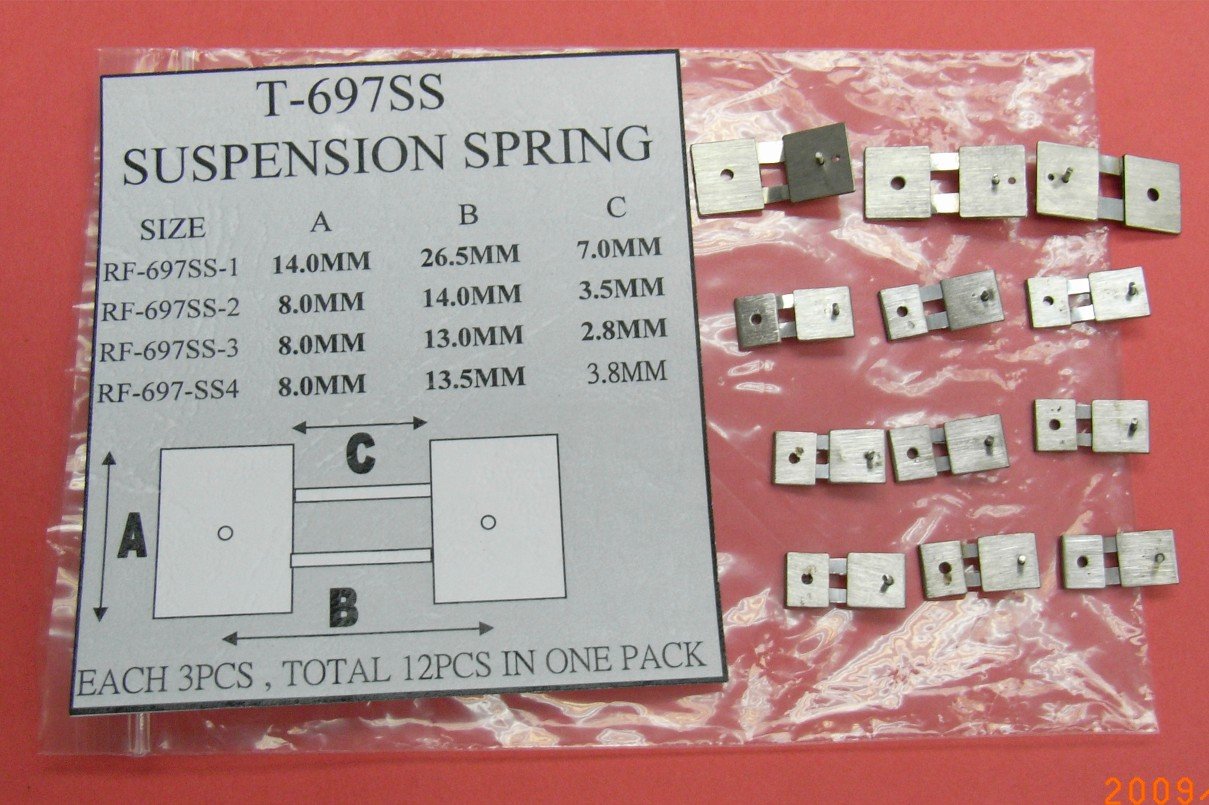 T-697SS
SUSPENSION SPRING
SIZE A B C
RF-697SS-1 14.0MM 26.5MM 7.0MM
RF-697SS-2 8.0MM 14.0MM 3.5MM
RF-697SS-3 8.0MM 13.0MM 2.8MM
RF-697-SS4 8.0MM 13.5MM 3.8MM
C
A
B
EACH 3PCS , TOTAL 12PCS IN ONE PACK
2009